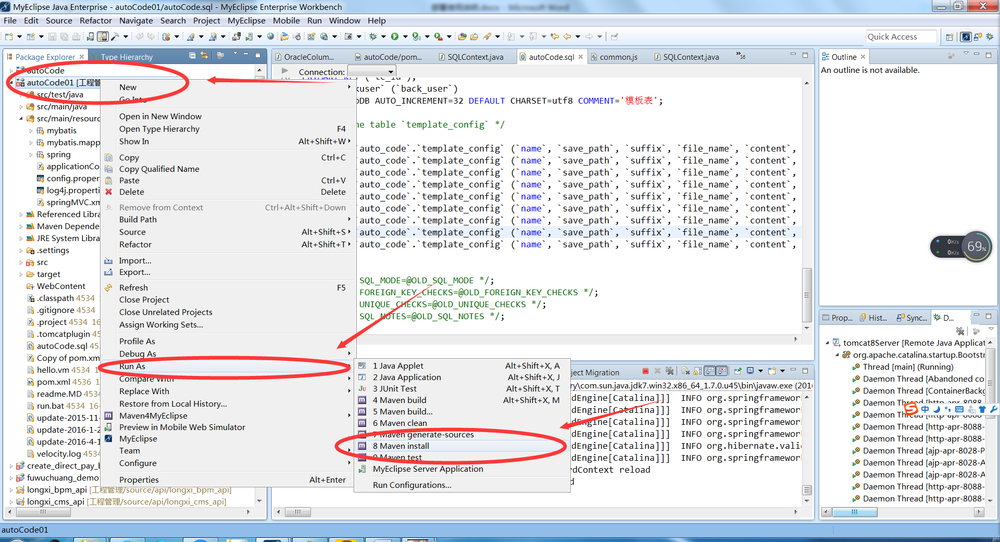 MyEclipse Java Enterprise - autoCode01/autoCode.sql - MyEclipse Enterprise Workbench
File Edit Source Refactor Navigate Search Project MyEclipse Mobile Run Window Help
Quick Access
Package Explorer
Type Hierarchy
autoCode
autoCode01 [工程管
src/test/java
src/main/java
src/main/resourc
mybatis
mybatis.mapp
spring
applicationCo
config.proper
log4j.properti
springMVC.xm
Referenced Libra
Maven Depende
JRE System Libra
.settings
src
target
WebContent
.classpath 4534
.gitignore 4534
.project 4534 16
.tomcatplugin 45
autoCode.sql 453
Copy of pom.xm
hello.vm 4534 1
pom.xml 4536 1
readme.MD 4534
run.bat 4534 16-
update-2015-11-
update-2016-1-2
update-2016-4-1
velocity.log 4534
create_direct_pay_b
fuwuchuang_demo
longxi_bpm_api [工程管理/source/api/longxi_bpm_api]
longxi_cms_api [工程管理/source/api/longxi_cms_api]
New
Go Into
Open in New Window
Open Type Hierarchy F4
Show In Alt+Shift+W
Copy Ctrl+C
Copy Qualified Name
Paste Ctrl+V
Delete Delete
Remove from Context Ctrl+Alt+Shift+Down
Build Path
Source Alt+Shift+S
Refactor Alt+Shift+T
Import...
Export...
Refresh F5
Close Project
Close Unrelated Projects
Assign Working Sets...
Profile As
Debug As
Run As
Compare With
Replace With
Restore from Local History...
Maven4MyEclipse
Preview in Mobile Web Simulator
MyEclipse
Team
Configure
Properties Alt+Enter
1 Java Applet Alt+Shift+X, A
2 Java Application Alt+Shift+X, J
3 JUnit Test Alt+Shift+X, T
4 Maven build Alt+Shift+X, M
5 Maven build...
6 Maven clean
7 Maven generate-sources
8 Maven install
9 Maven test
MyEclipse Server Application
Run Configurations...
OracleColum... autoCode/pom... SQLContext.java autoCode.sql common.js SQLContext.java »36
Connection:
PRIMARY KEY (`tc_id`),
kuser` (`back_user`)
oDB AUTO_INCREMENT=32 DEFAULT CHARSET=utf8 COMMENT='模板表';
ne table `template_config` */
auto_code`.`template_config` (`name`, `save_path`, `suffix`, `file_name`, `content`,
auto_code`.`template_config` (`name`, `save_path`, `suffix`, `file_name`, `content`,
auto_code`.`template_config` (`name`, `save_path`, `suffix`, `file_name`, `content`,
auto_code`.`template_config` (`name`, `save_path`, `suffix`, `file_name`, `content`,
auto_code`.`template_config` (`name`, `save_path`, `suffix`, `file_name`, `content`,
auto_code`.`template_config` (`name`, `save_path`, `suffix`, `file_name`, `content`,
auto_code`.`template_config` (`name`, `save_path`, `suffix`, `file_name`, `content`,
auto_code`.`template_config` (`name`, `save_path`, `suffix`, `file_name`, `content`,
auto_code`.`template_config` (`name`, `save_path`, `suffix`, `file_name`, `content`,
SQL_MODE=@OLD_SQL_MODE */;
FOREIGN_KEY_CHECKS=@OLD_FOREIGN_KEY_CHECKS */;
UNIQUE_CHECKS=@OLD_UNIQUE_CHECKS */;
SQL_NOTES=@OLD_SQL_NOTES */;
ject Migration
ry\com.sun.java.jdk7.win32.x86_64_1.7.0.u45\bin\javaw.exe (201
dEngine[Catalina]]] INFO org.springframewor
dEngine[Catalina]]] INFO org.springframewor
dEngine[Catalina]]] INFO org.springframewor
dEngine[Catalina]]] INFO org.springframewor
dEngine[Catalina]]] INFO org.hibernate.vali
dEngine[Catalina]]] INFO org.springframewor
rdContext reload
d
Outline
An outline is not available.
0K/s
0K/s
69%
Prop... Hist... Sync... D...
tomcat8Server [Remote Java Applicat
org.apache.catalina.startup.Bootstr
Thread [main] (Running)
Daemon Thread [Abandoned co
Daemon Thread [ContainerBackg
Daemon Thread [http-apr-8088-
Daemon Thread [http-apr-8088-
Daemon Thread [http-apr-8088-
Daemon Thread [http-apr-8088-
Daemon Thread [ajp-apr-8028-P
Daemon Thread [ajp-apr-8028-A
Daemon Thread [ajp-apr-8028-A
Daemon Thread [http-apr-8088-
Daemon Thread [http-apr-8088-
中
autoCode01